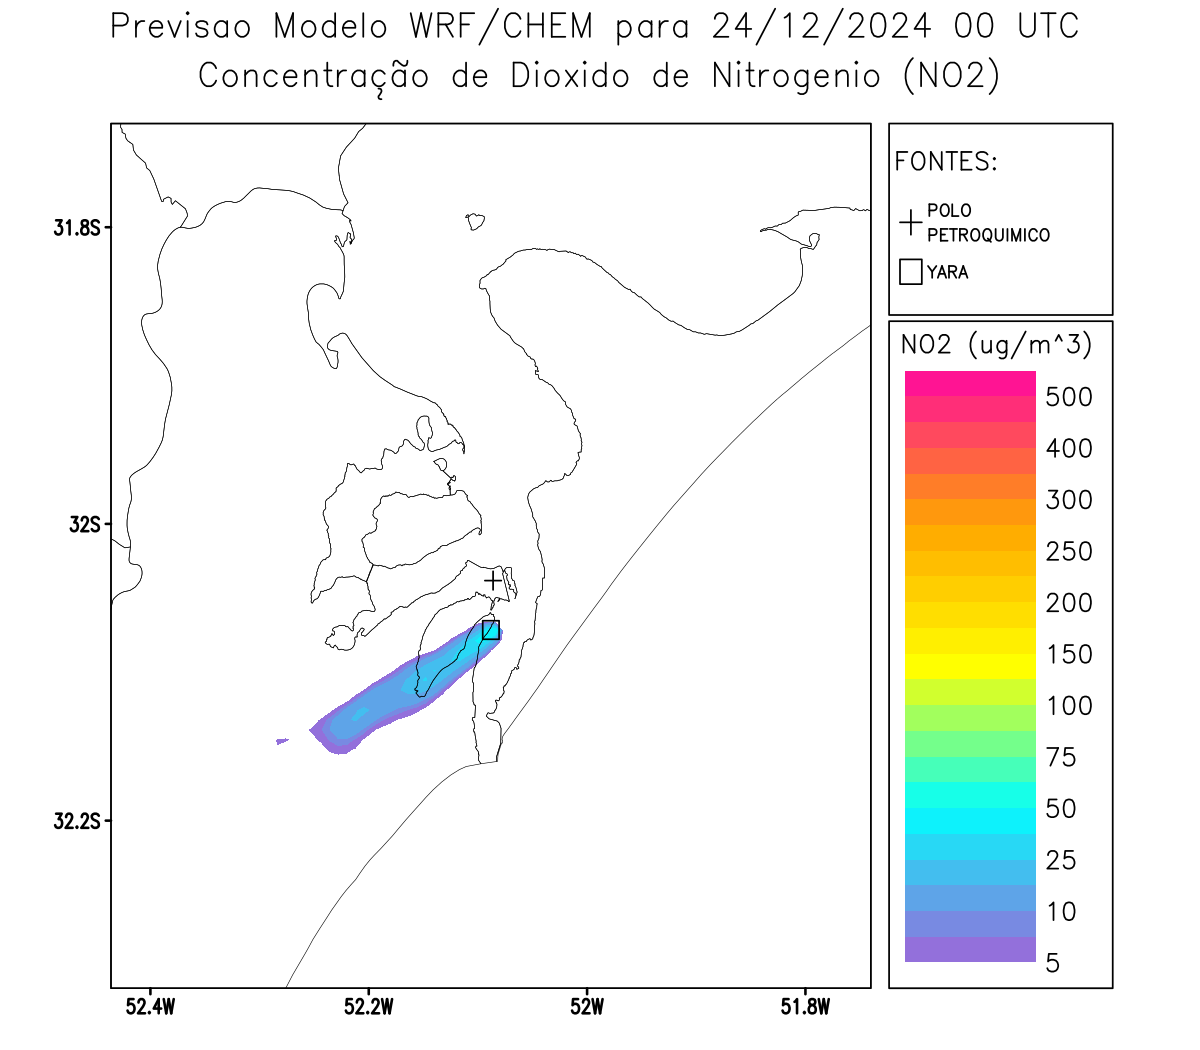 Previsao Modelo WRF/CHEM para 24/12/2024 00 UTC
Concentração de Dioxido de Nitrogenio (NO2)
FONTES:
POLO
PETROQUIMICO
YARA
NO2 (ug/m^3)
500
400
300
250
200
150
100
75
50
25
10
5
31.8S
32S
32.2S
52.4W
52.2W
52W
51.8W